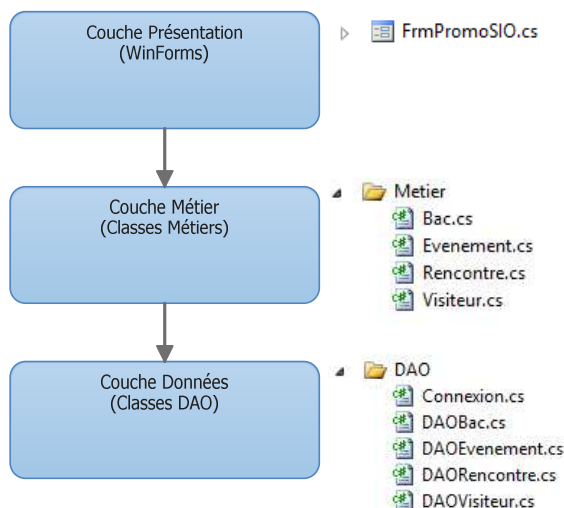 Couche Présentation
(WinForms)
FrmPromoSIO.cs
Couche Métier
(Classes Métiers)
Metier
Bac.cs
Evenement.cs
Rencontre.cs
Visiteur.cs
Couche Données
(Classes DAO)
DAO
Connexion.cs
DAOBac.cs
DAOEvenement.cs
DAORencontre.cs
DAOVisiteur.cs